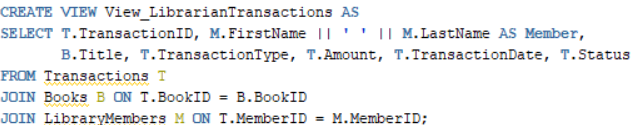 CREATE VIEW View_LibrarianTransactions AS
SELECT T.TransactionID, M.FirstName || ' ' || M.LastName AS Member,
B.Title, T.TransactionType, T.Amount, T.TransactionDate, T.Status
FROM Transactions T
JOIN Books B ON T.BookID = B.BookID
JOIN LibraryMembers M ON T.MemberID = M.MemberID;